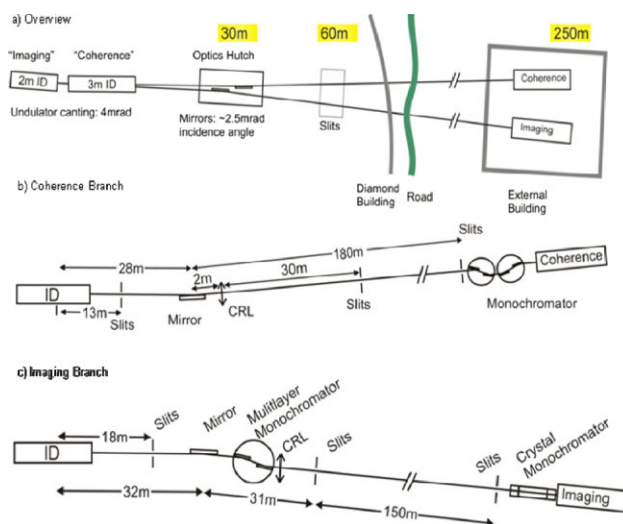 a) Overview
30m
60m
250m
"Imaging"
"Coherence"
Optics Hutch
2m ID
3m ID
Coherence
Undulator canting: 4mrad
Mirrors: ~2.5mrad
incidence angle
Slits
Imaging
Diamond
Building
Road
External
Building
b) Coherence Branch
Slits
180m
28m
2m
30m
Coherence
ID
13m
Slits
Mirror
CRL
Slits
Monochromator
c) Imaging Branch
Slits
Mirror
Mulitlayer
Monochromator
CRL
Slits
Slits
Crystal
Monochromator
18m
ID
Imaging
32m
31m
150m